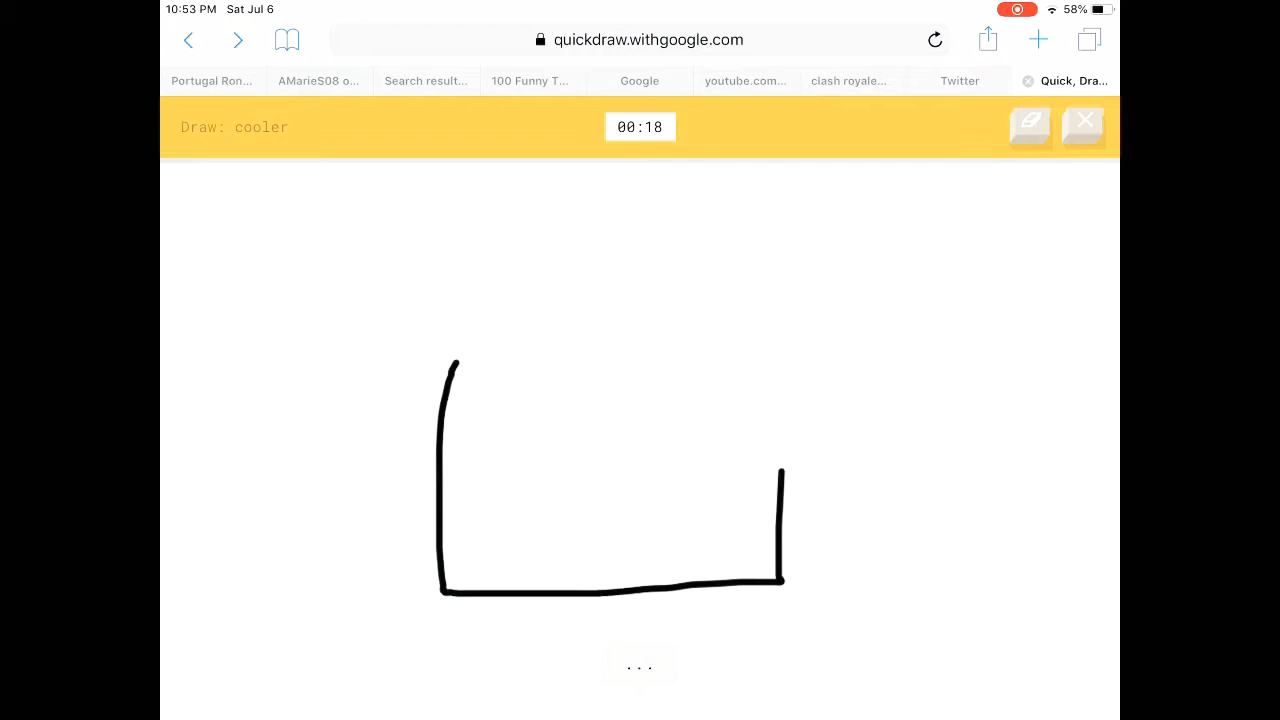 10:53 PM Sat Jul 6 58%
quickdraw.withgoogle.com
Portugal Ron... AMarieS08 o... Search result... 100 Funny T... Google youtube.com... clash royale... Twitter Quick, Dra...
Draw: cooler 00:18
...